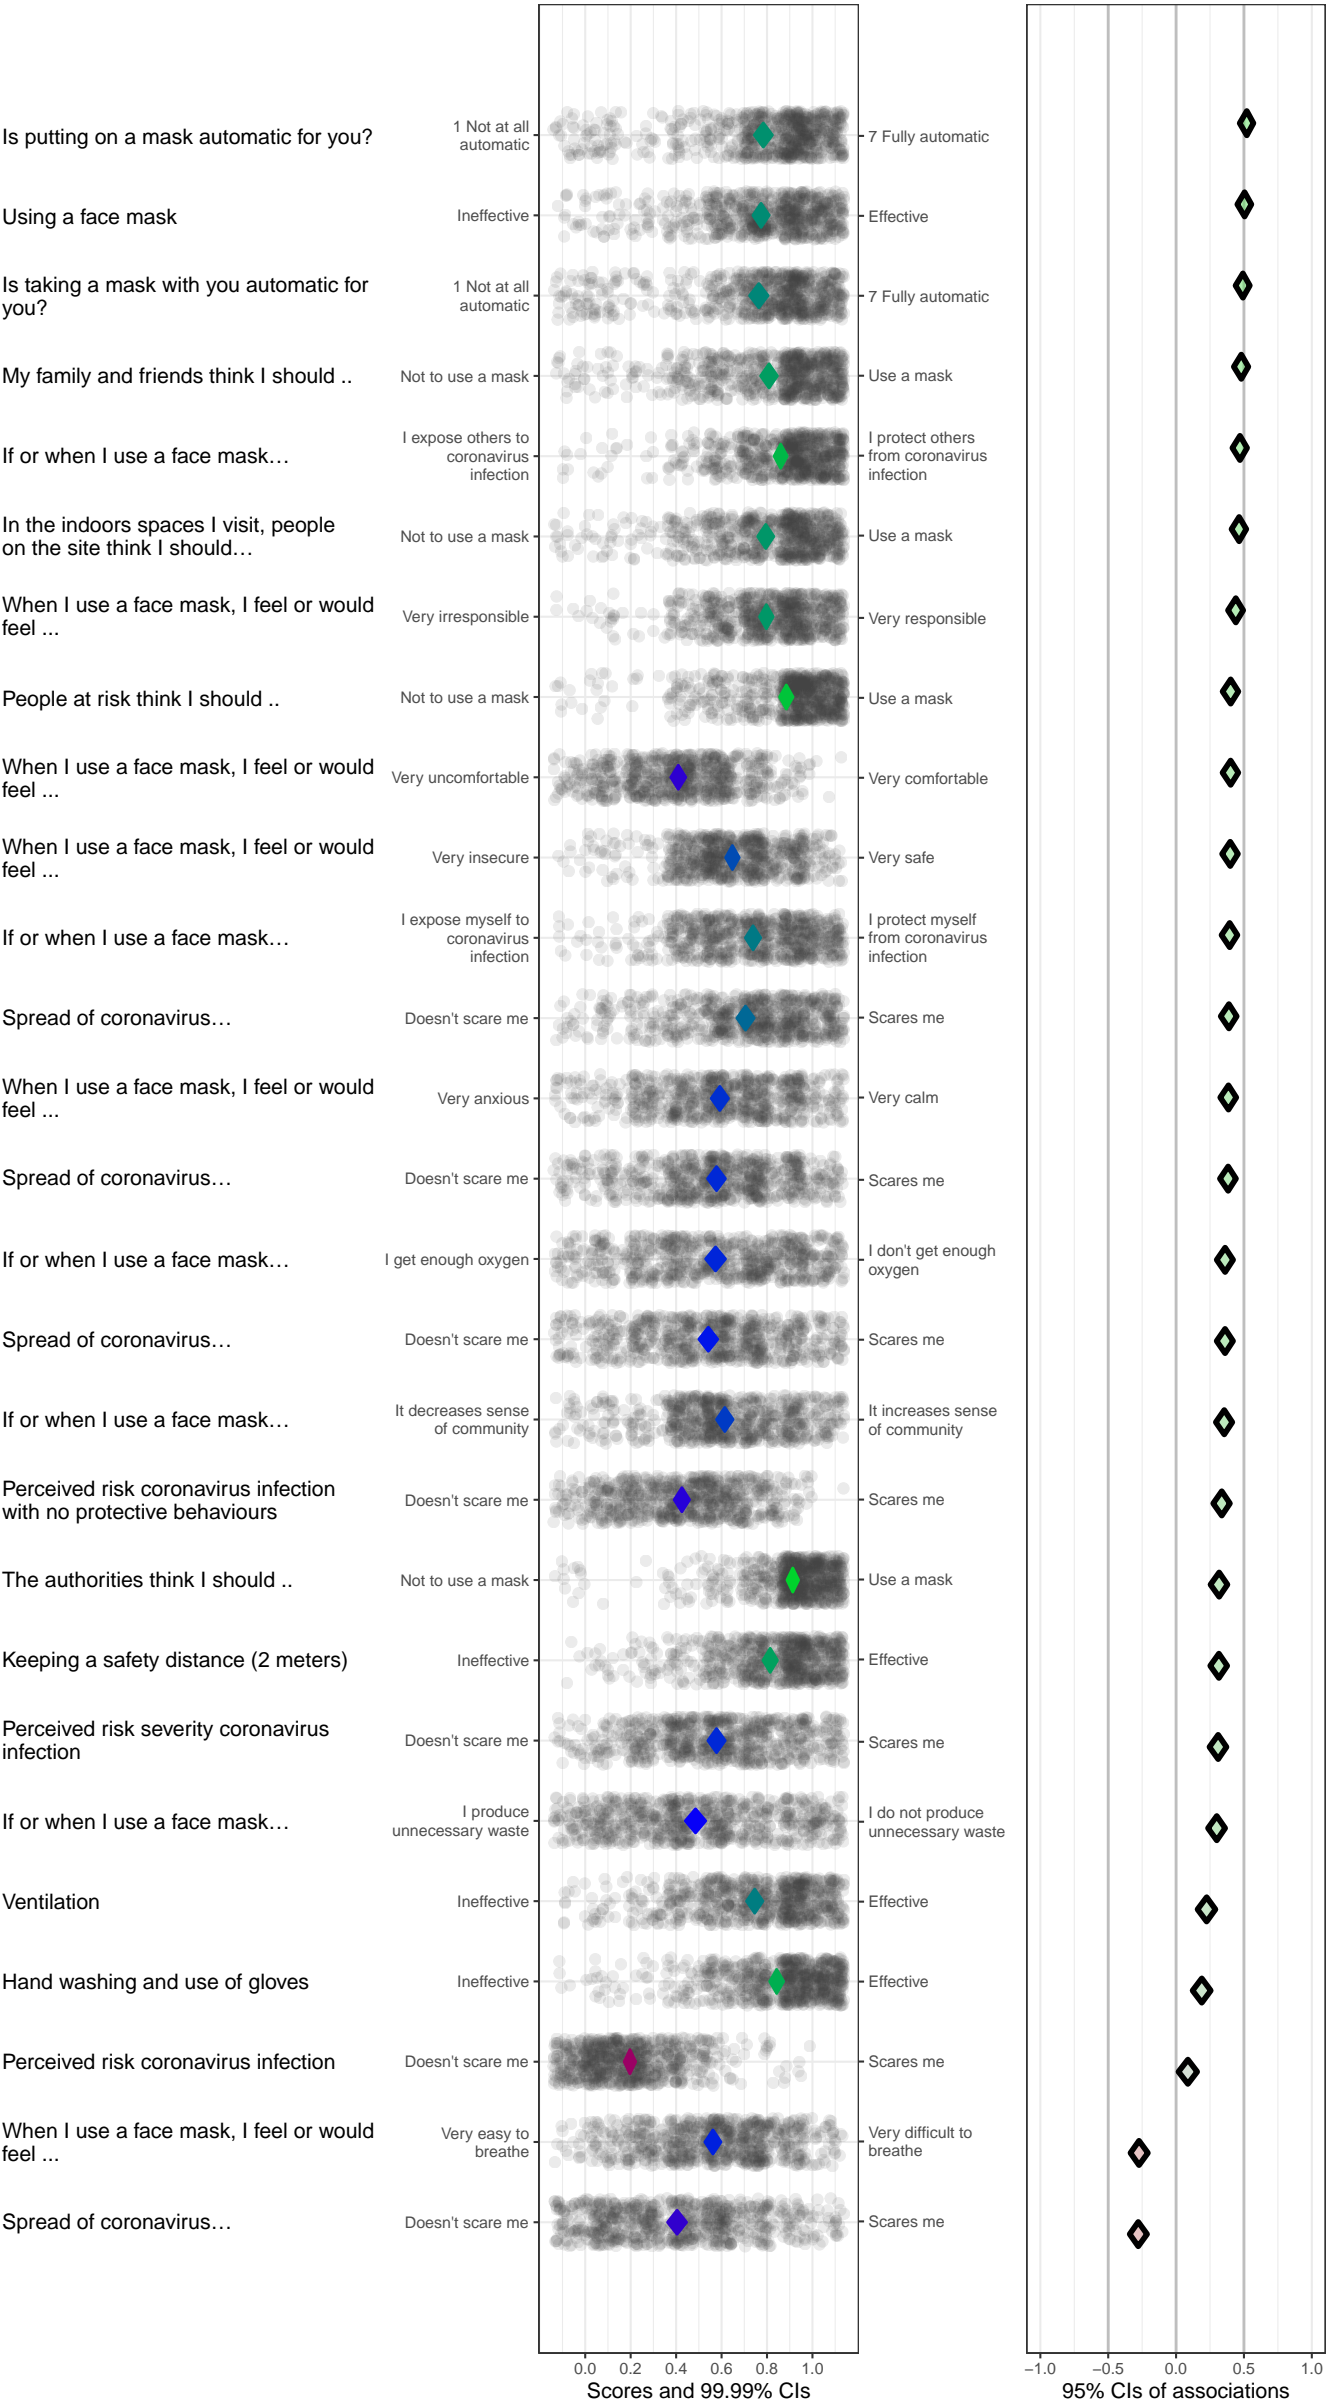 Is putting on a mask automatic for you?
1 Not at all
automatic
7 Fully automatic
Using a face mask
Ineffective
Effective
Is taking a mask with you automatic for
you?
1 Not at all
automatic
7 Fully automatic
My family and friends think I should ..
Not to use a mask
Use a mask
If or when I use a face mask…
I expose others to
coronavirus
infection
I protect others
from coronavirus
infection
In the indoors spaces I visit, people
on the site think I should…
Not to use a mask
Use a mask
When I use a face mask, I feel or would
feel ...
Very irresponsible
Very responsible
People at risk think I should ..
Not to use a mask
Use a mask
When I use a face mask, I feel or would
feel ...
Very uncomfortable
Very comfortable
When I use a face mask, I feel or would
feel ...
Very insecure
Very safe
If or when I use a face mask…
I expose myself to
coronavirus
infection
I protect myself
from coronavirus
infection
Spread of coronavirus…
Doesn't scare me
Scares me
When I use a face mask, I feel or would
feel ...
Very anxious
Very calm
Spread of coronavirus…
Doesn't scare me
Scares me
If or when I use a face mask…
I get enough oxygen
I don't get enough
oxygen
Spread of coronavirus…
Doesn't scare me
Scares me
If or when I use a face mask…
It decreases sense
of community
It increases sense
of community
Perceived risk coronavirus infection
with no protective behaviours
Doesn't scare me
Scares me
The authorities think I should ..
Not to use a mask
Use a mask
Keeping a safety distance (2 meters)
Ineffective
Effective
Perceived risk severity coronavirus
infection
Doesn't scare me
Scares me
If or when I use a face mask…
I produce
unnecessary waste
I do not produce
unnecessary waste
Ventilation
Ineffective
Effective
Hand washing and use of gloves
Ineffective
Effective
Perceived risk coronavirus infection
Doesn't scare me
Scares me
When I use a face mask, I feel or would
feel ...
Very easy to
breathe
Very difficult to
breathe
Spread of coronavirus…
Doesn't scare me
Scares me
0.0 0.2 0.4 0.6 0.8 1.0
Scores and 99.99% CIs
−1.0 −0.5 0.0 0.5 1.0
95% CIs of associations